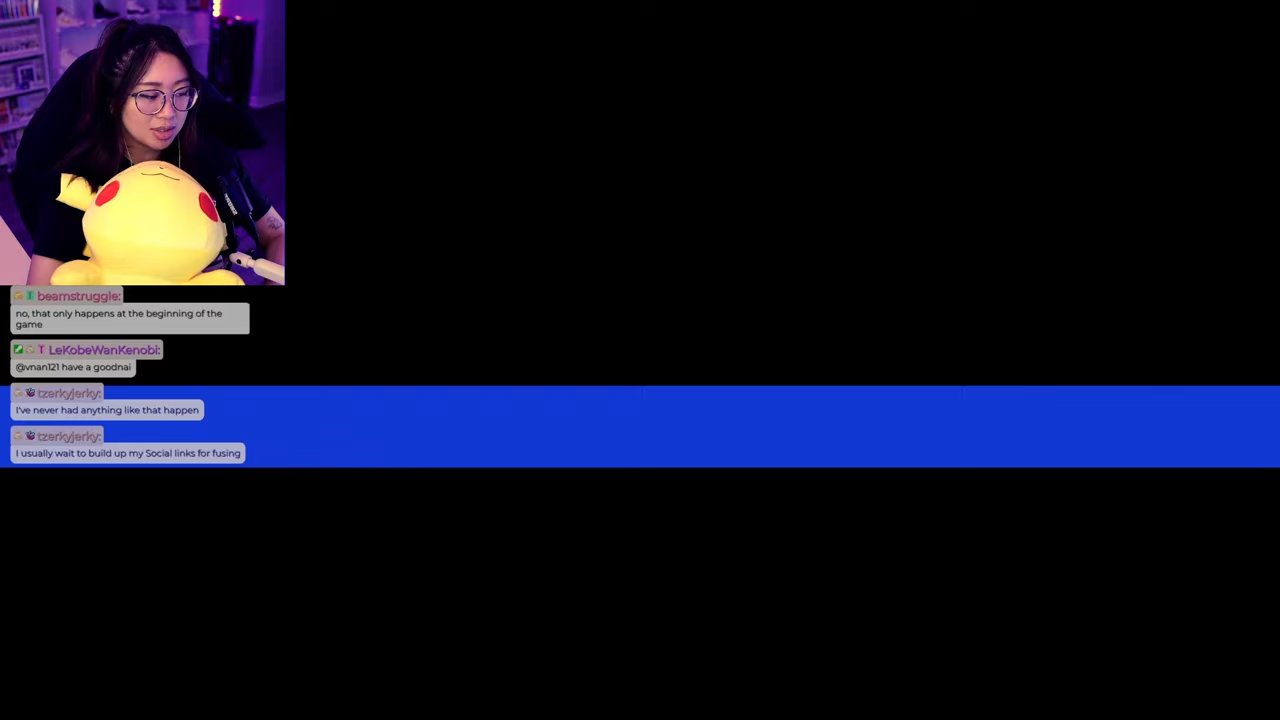 beamstruggle:
no, that only happens at the beginning of the
game
LeKobeWanKenobi:
@vnan121 have a goodnai
tzerkyjerky:
I've never had anything like that happen
tzerkyjerky:
I usually wait to build up my Social links for fusing